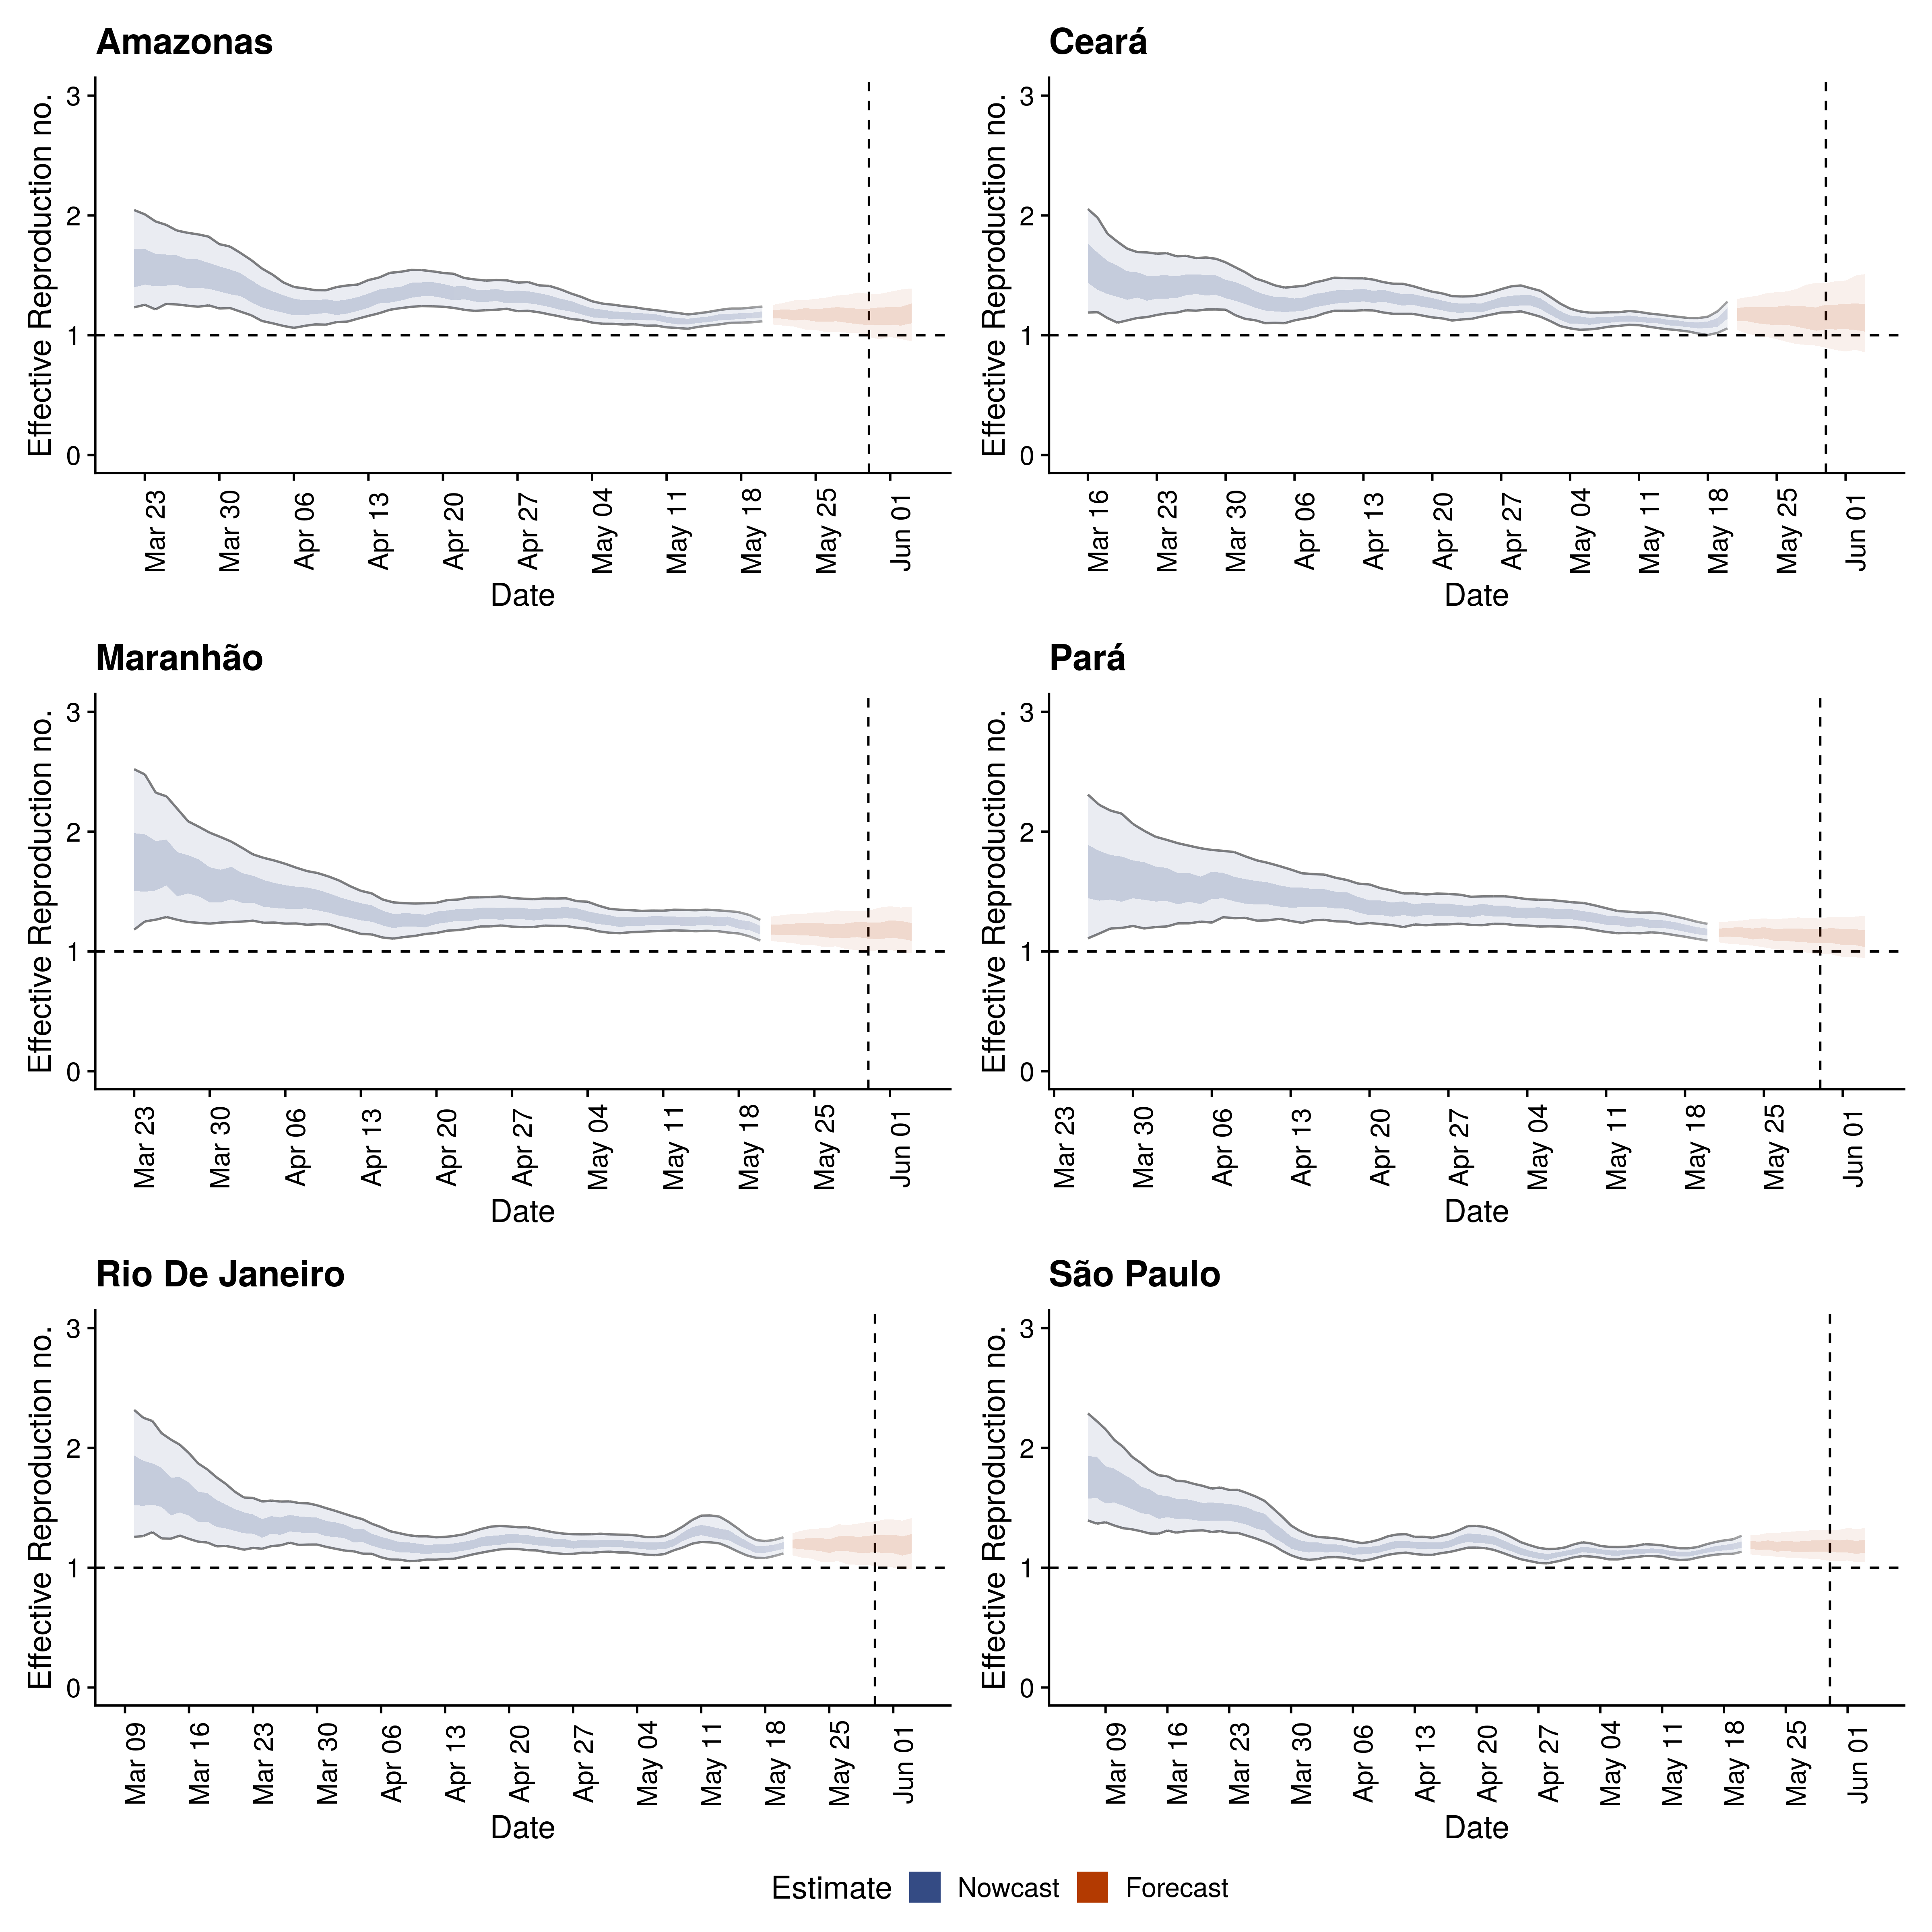 Amazonas
Effective Reproduction no.
3
2
1
0
Mar 23
Mar 30
Apr 06
Apr 13
Apr 20
Apr 27
May 04
May 11
May 18
May 25
Jun 01
Date
Ceará
Effective Reproduction no.
3
2
1
0
Mar 16
Mar 23
Mar 30
Apr 06
Apr 13
Apr 20
Apr 27
May 04
May 11
May 18
May 25
Jun 01
Date
Maranhão
Effective Reproduction no.
3
2
1
0
Mar 23
Mar 30
Apr 06
Apr 13
Apr 20
Apr 27
May 04
May 11
May 18
May 25
Jun 01
Date
Pará
Effective Reproduction no.
3
2
1
0
Mar 23
Mar 30
Apr 06
Apr 13
Apr 20
Apr 27
May 04
May 11
May 18
May 25
Jun 01
Date
Rio De Janeiro
Effective Reproduction no.
3
2
1
0
Mar 09
Mar 16
Mar 23
Mar 30
Apr 06
Apr 13
Apr 20
Apr 27
May 04
May 11
May 18
May 25
Jun 01
Date
São Paulo
Effective Reproduction no.
3
2
1
0
Mar 09
Mar 16
Mar 23
Mar 30
Apr 06
Apr 13
Apr 20
Apr 27
May 04
May 11
May 18
May 25
Jun 01
Date
Estimate Nowcast Forecast